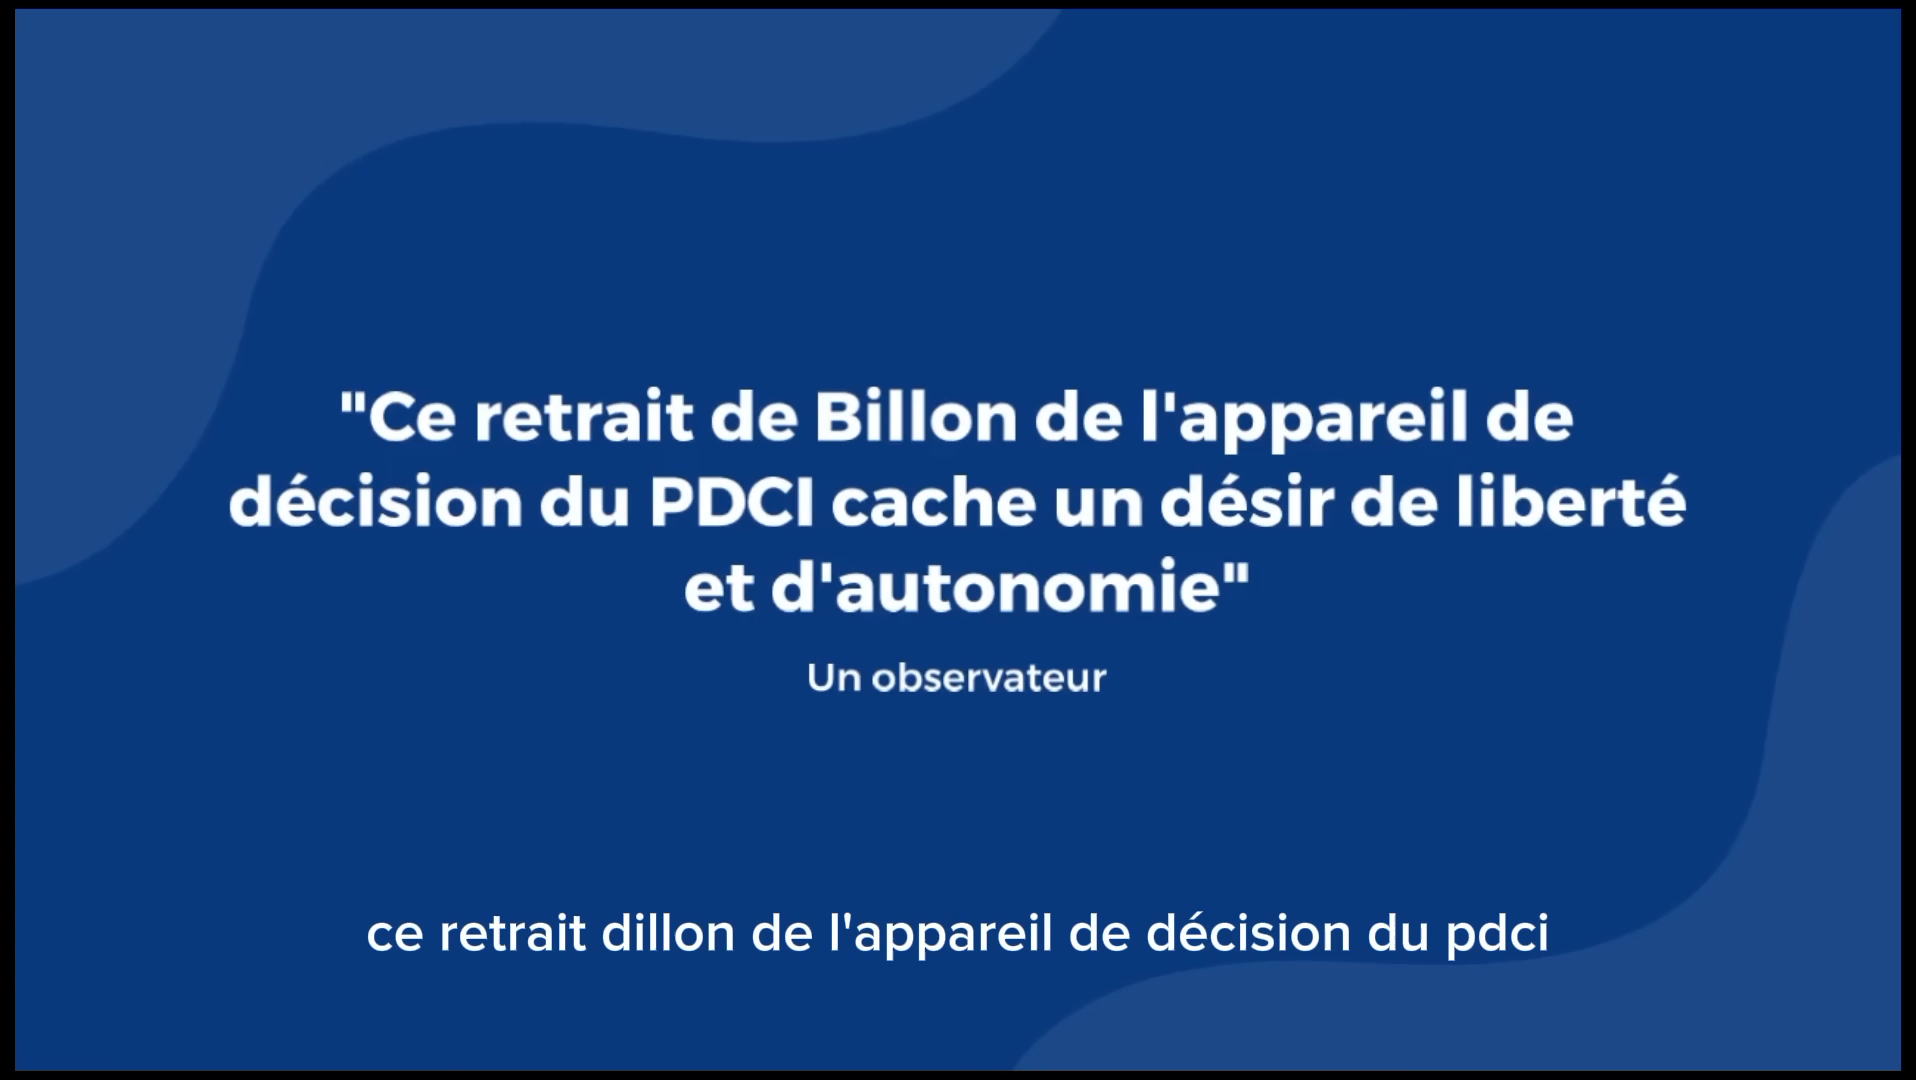 "Ce retrait de Billon de l'appareil de
décision du PDCI cache un désir de liberté
et d'autonomie"
Un observateur
ce retrait dillon de l'appareil de décision du pdci